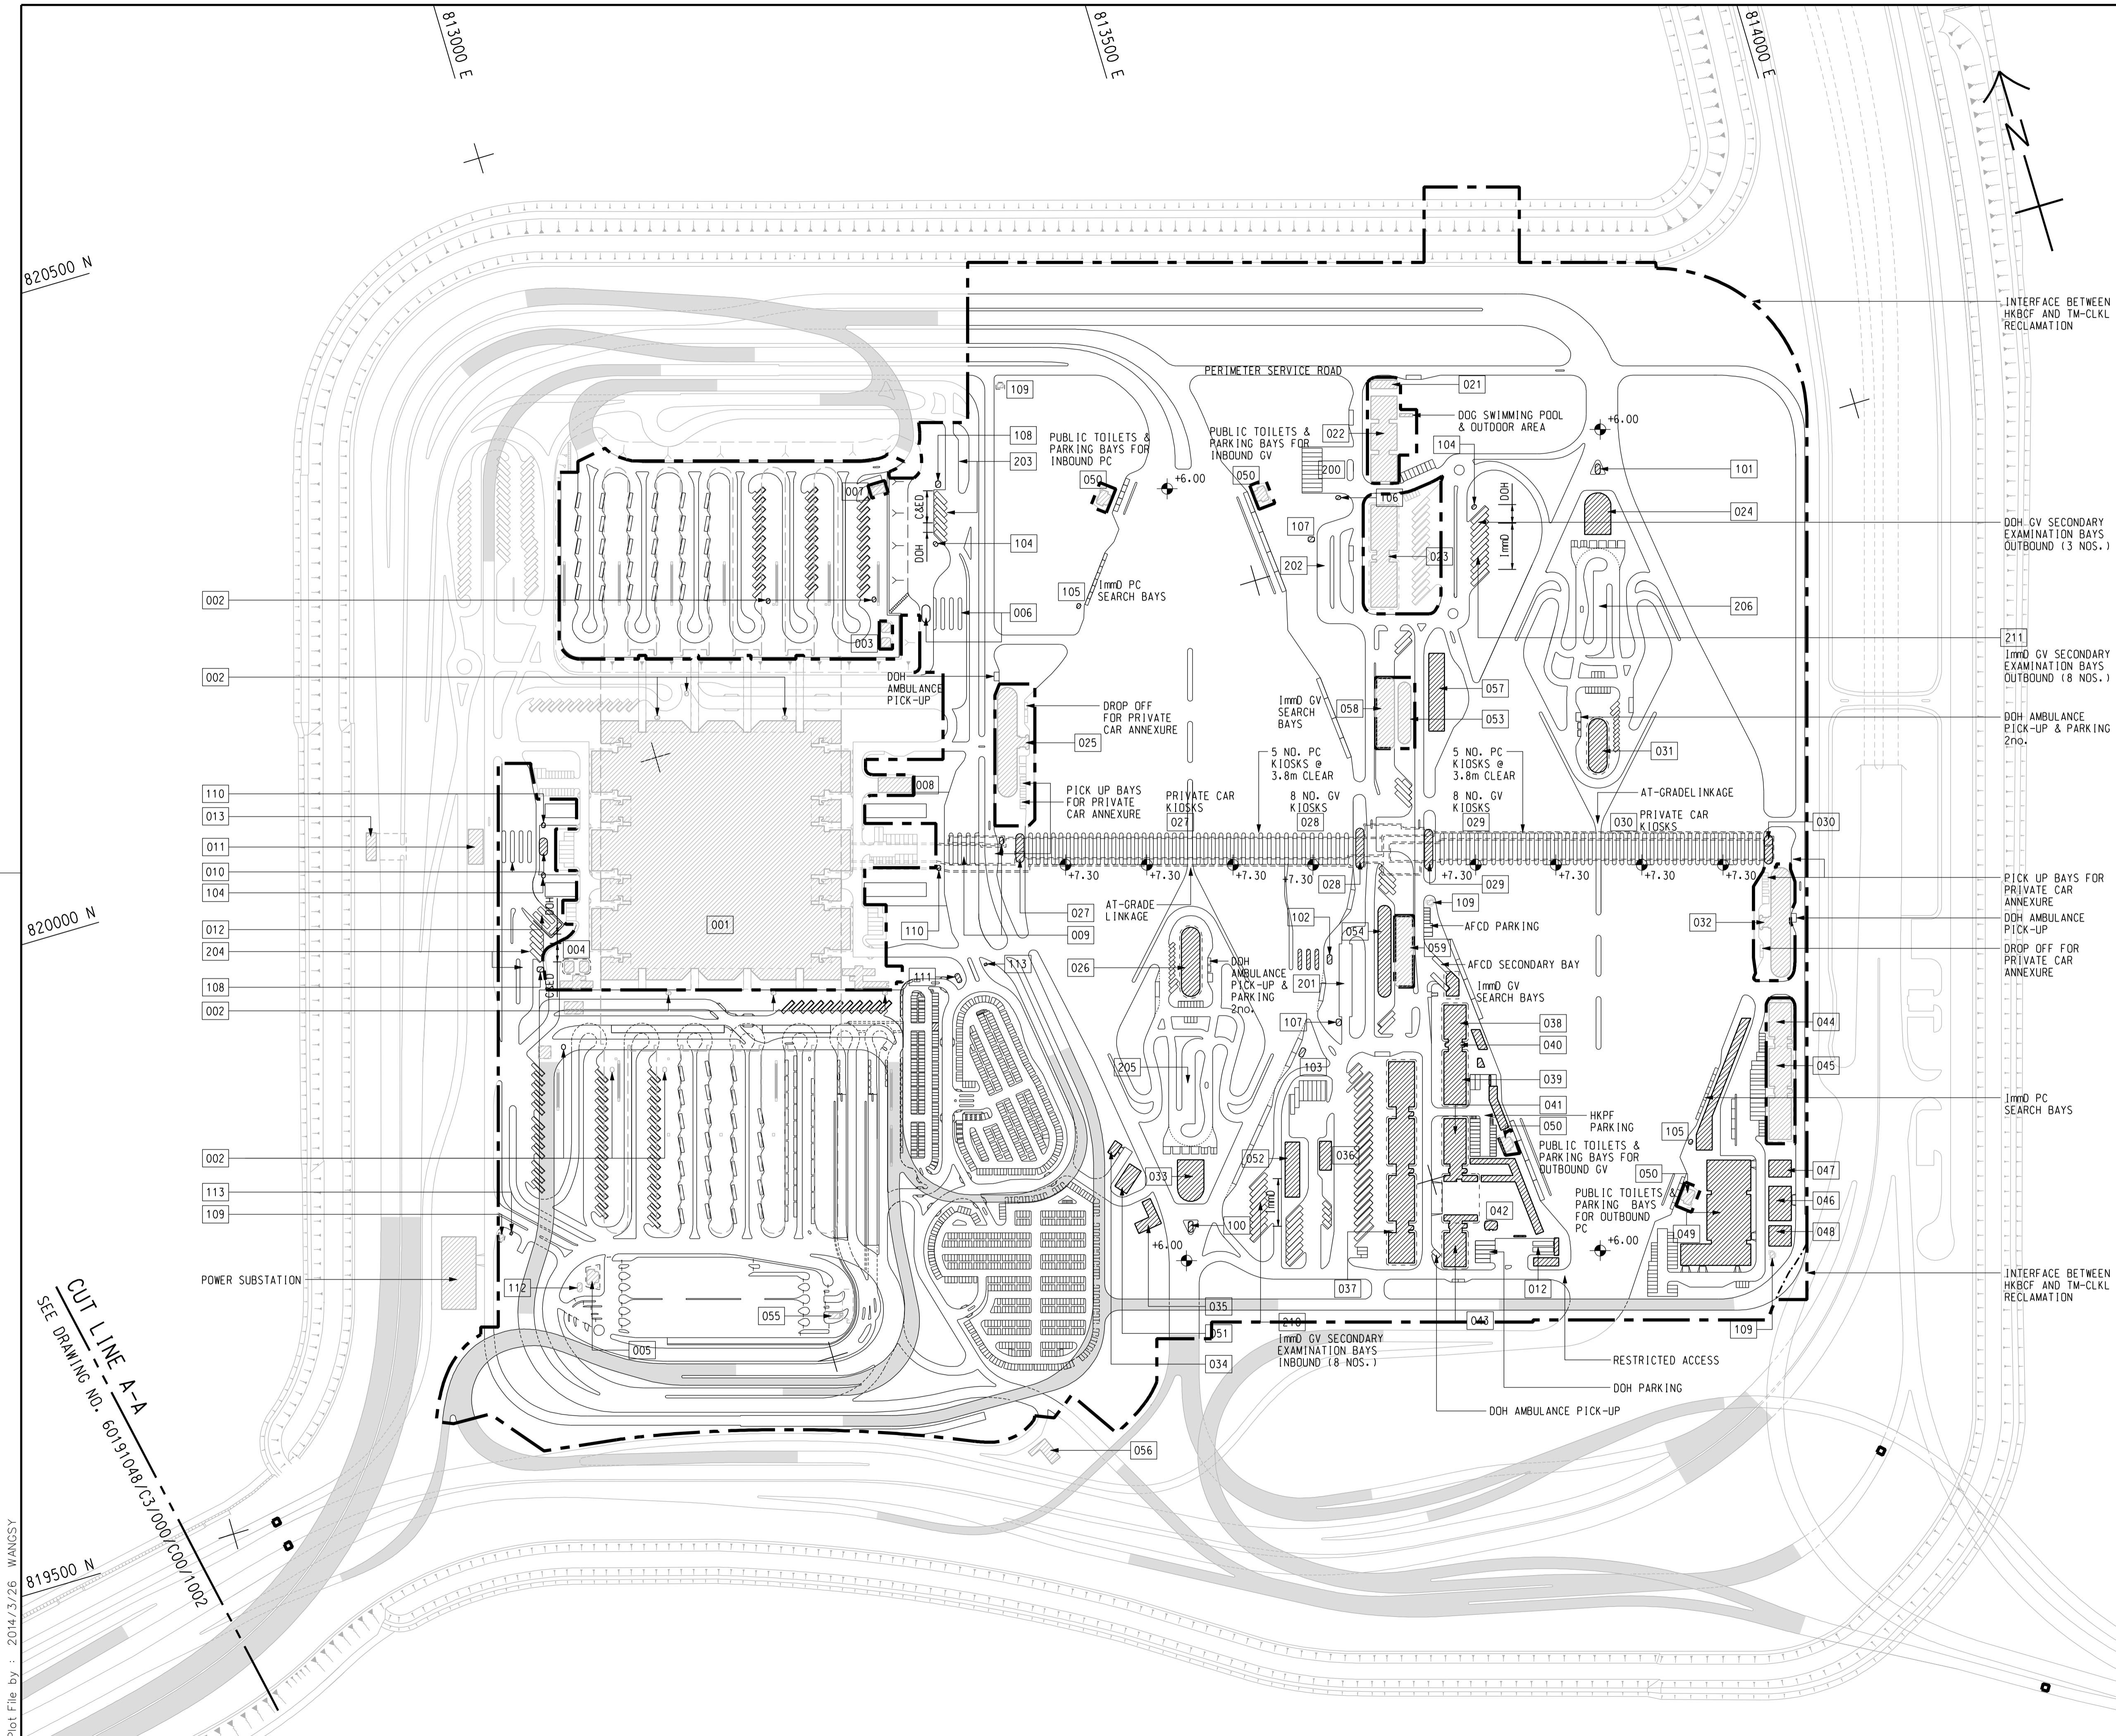 813000 E
813500 E
814000 E
N
820500 N
INTERFACE BETWEEN
HKBCF AND TM-CLKL
RECLAMATION
PERIMETER SERVICE ROAD
021
109
DOG SWIMMING POOL
& OUTDOOR AREA
+6.00
108
PUBLIC TOILETS &
PARKING BAYS FOR
INBOUND PC
PUBLIC TOILETS &
PARKING BAYS FOR
INBOUND GV
022
104
203
200
101
050
050
+6.00
007
C&ED
106
DOH
024
107
DOH GV SECONDARY
EXAMINATION BAYS
OUTBOUND (3 NOS.)
104
DOH
ImmD
023
202
ImmD PC
SEARCH BAYS
105
002
006
206
003
211
ImmD GV SECONDARY
EXAMINATION BAYS
OUTBOUND (8 NOS.)
002
DOH
AMBULANCE
PICK-UP
057
DROP OFF
FOR PRIVATE
CAR ANNEXURE
ImmD GV
SEARCH
BAYS
058
053
DOH AMBULANCE
PICK-UP & PARKING
2no.
025
031
5 NO. PC
KIOSKS @
3.8m CLEAR
5 NO. PC
KIOSKS @
3.8m CLEAR
008
110
PICK UP BAYS
FOR PRIVATE
CAR ANNEXURE
PRIVATE CAR
KIOSKS
027
8 NO. GV
KIOSKS
028
8 NO. GV
KIOSKS
029
AT-GRADELINKAGE
030
PRIVATE CAR
KIOSKS
030
013
011
010
+7.30
+7.30
+7.30
+7.30
+7.30
+7.30
+7.30
+7.30
028
029
PICK UP BAYS FOR
PRIVATE CAR
ANNEXURE
104
DOH
820000 N
027
AT-GRADE
LINKAGE
102
109
AFCD PARKING
032
DOH AMBULANCE
PICK-UP
012
001
110
009
054
204
004
059
DROP OFF FOR
PRIVATE CAR
ANNEXURE
113
026
DOH
AMBULANCE
PICK-UP &
PARKING
2no.
AFCD SECONDARY BAY
111
108
C&ED
201
ImmD GV
SEARCH BAYS
002
107
038
044
040
205
103
045
039
041
ImmD PC
SEARCH BAYS
HKPF
PARKING
050
105
PUBLIC TOILETS &
PARKING BAYS FOR
OUTBOUND GV
002
052
036
033
050
047
113
ImmD
PUBLIC TOILETS &
PARKING BAYS
FOR OUTBOUND
PC
046
109
100
042
049
048
+6.00
+6.00
POWER SUBSTATION
INTERFACE BETWEEN
HKBCF AND TM-CLKL
RECLAMATION
112
037
012
035
055
043
051
210
109
005
ImmD GV SECONDARY
EXAMINATION BAYS
INBOUND (8 NOS.)
034
RESTRICTED ACCESS
DOH PARKING
DOH AMBULANCE PICK-UP
056
CUT LINE A-A
SEE DRAWING NO. 60191048/C3/000/C00/1002
819500 N
Plot File by : 2014/3/26 WANGSY